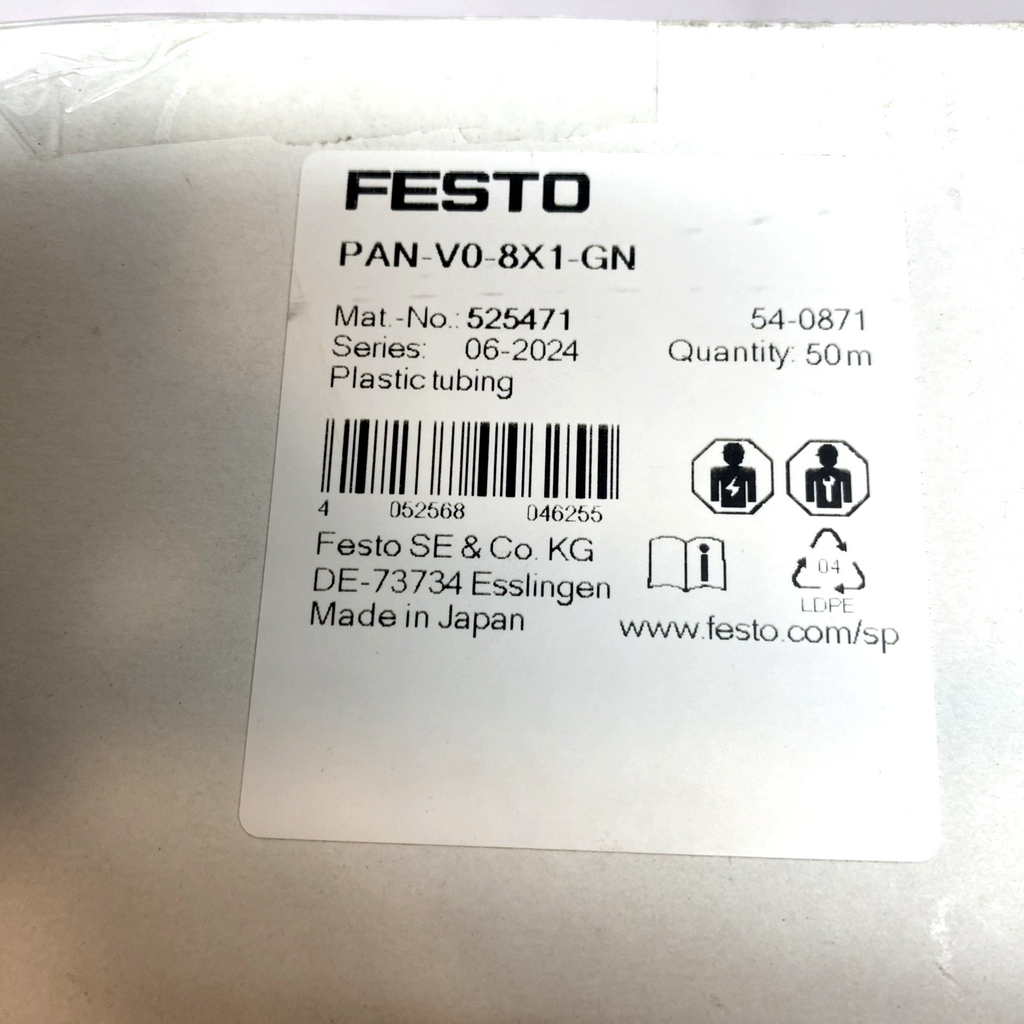 FESTO
PAN-V0-8X1-GN
Mat.-No.: 525471 54-0871
Series: 06-2024 Quantity: 50m
Plastic tubing
4 052568 046255
Festo SE & Co. KG
DE-73734 Esslingen
Made in Japan
04
LDPE
www.festo.com/sp